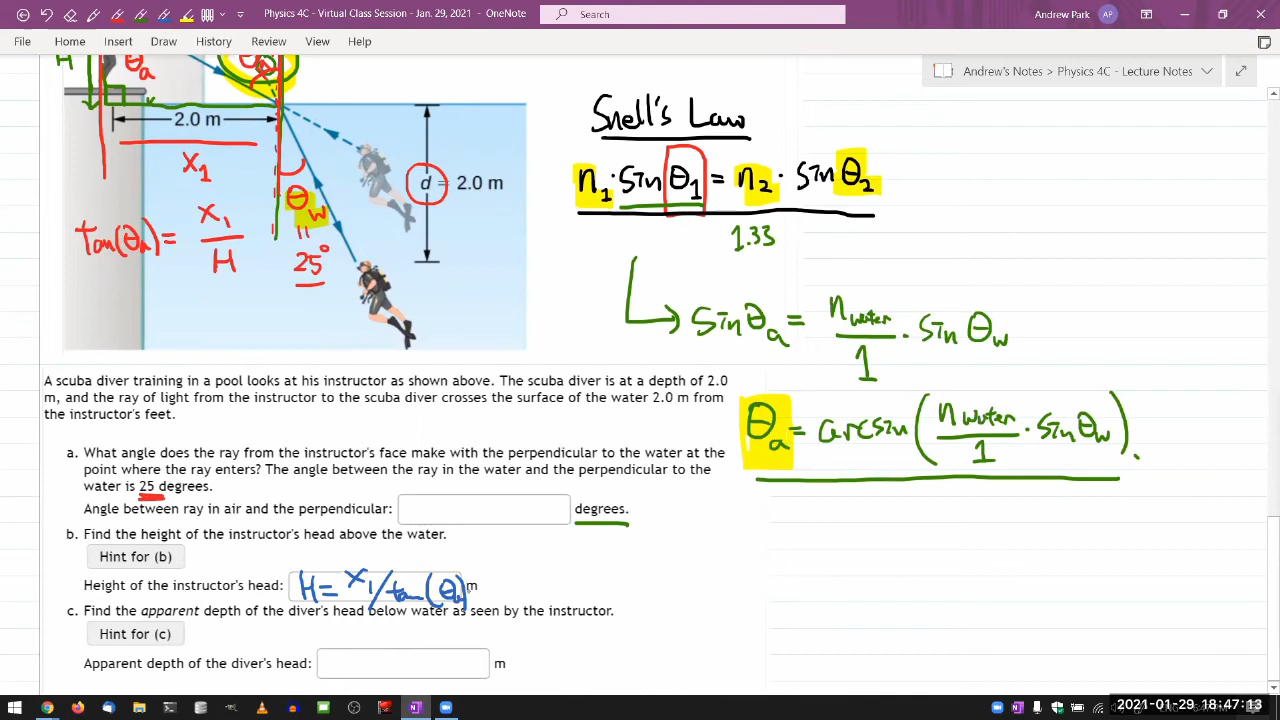 Physics 4C - Lecture Notes 2021-01-29 - OneNote
Search
Andrew Park
AP
File Home Insert Draw History Review View Help
Andrew's Notes > Physics 4C - Lecture Notes
H
θa
2.0 m
x1
d = 2.0 m
θw
=
25°
tan(θa) = x1 / H
Snell's Law
n1 · sin θ1 = n2 · sin θ2
1.33
sin θa = nwater / 1 · sin θw
θa = arcsin( nwater / 1 · sin θw ).
A scuba diver training in a pool looks at his instructor as shown above. The scuba diver is at a depth of 2.0
m, and the ray of light from the instructor to the scuba diver crosses the surface of the water 2.0 m from
the instructor's feet.
a. What angle does the ray from the instructor's face make with the perpendicular to the water at the
point where the ray enters? The angle between the ray in the water and the perpendicular to the
water is 25 degrees.
Angle between ray in air and the perpendicular: degrees.
b. Find the height of the instructor's head above the water.
Hint for (b)
Height of the instructor's head: H = x1/tan(θa) m
c. Find the apparent depth of the diver's head below water as seen by the instructor.
Hint for (c)
Apparent depth of the diver's head: m
2021-01-29 18:47:13